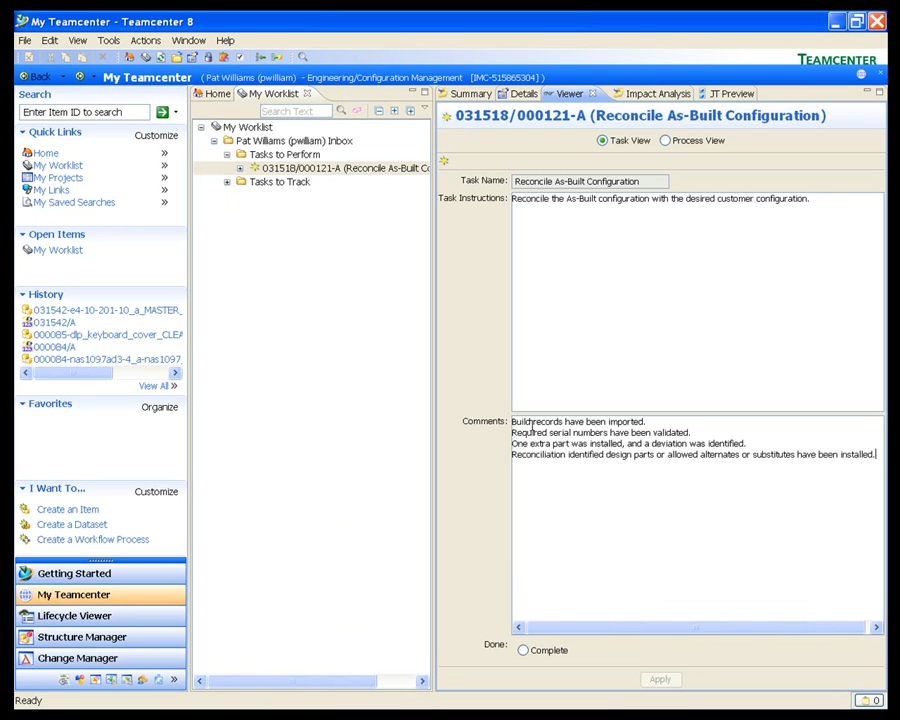 My Teamcenter - Teamcenter 8
File Edit View Tools Actions Window Help
TEAMCENTER
Back My Teamcenter ( Pat Williams (pwilliam) - Engineering/Configuration Management [IMC-515865304] )
Search
Enter Item ID to search
Quick Links Customize
Home
My Worklist
My Projects
My Links
My Saved Searches
Open Items
My Worklist
History
031542-e4-10-201-10_a_MASTER_
031542/A
000085-dlp_keyboard_cover_CLEA
000084/A
000084-nas1097ad3-4_a-nas1097_
View All
Favorites Organize
I Want To... Customize
Create an Item
Create a Dataset
Create a Workflow Process
Getting Started
My Teamcenter
Lifecycle Viewer
Structure Manager
Change Manager
Ready
Home My Worklist
Search Text
My Worklist
Pat Williams (pwilliam) Inbox
Tasks to Perform
031518/000121-A (Reconcile As-Built Co
Tasks to Track
Summary Details Viewer Impact Analysis JT Preview
031518/000121-A (Reconcile As-Built Configuration)
Task View Process View
Task Name: Reconcile As-Built Configuration
Task Instructions: Reconcile the As-Built configuration with the desired customer configuration.
Comments: Build records have been imported.
Required serial numbers have been validated.
One extra part was installed, and a deviation was identified.
Reconciliation identified design parts or allowed alternates or substitutes have been installed.
Done: Complete
Apply
0